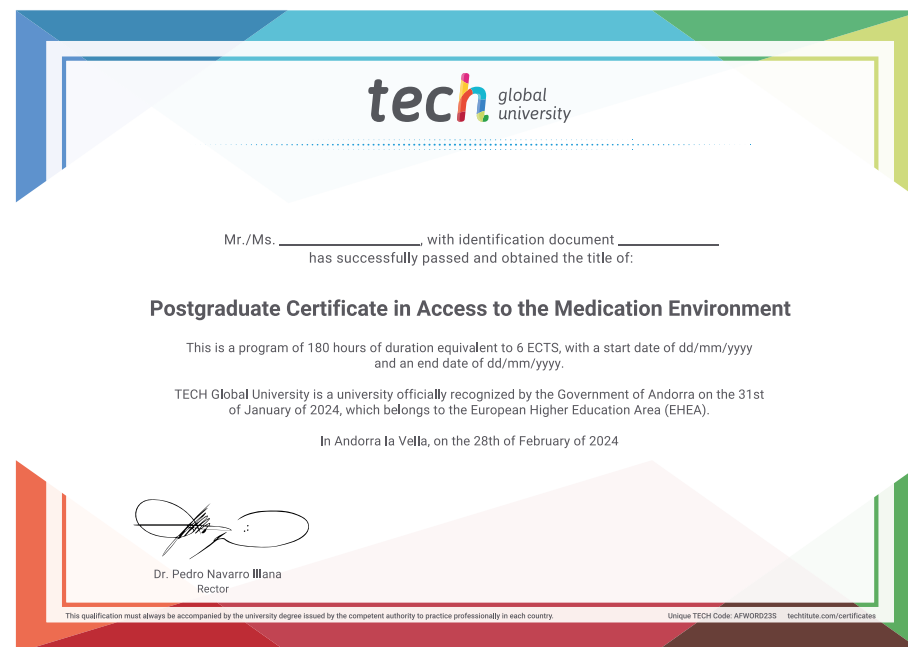 tech global university
Mr./Ms. ____________________, with identification document ______________
has successfully passed and obtained the title of:
Postgraduate Certificate in Access to the Medication Environment
This is a program of 180 hours of duration equivalent to 6 ECTS, with a start date of dd/mm/yyyy
and an end date of dd/mm/yyyy.
TECH Global University is a university officially recognized by the Government of Andorra on the 31st
of January of 2024, which belongs to the European Higher Education Area (EHEA).
In Andorra la Vella, on the 28th of February of 2024
Dr. Pedro Navarro Illana
Rector
This qualification must always be accompanied by the university degree issued by the competent authority to practice professionally in each country. Unique TECH Code: AFWORD23S techtitute.com/certificates